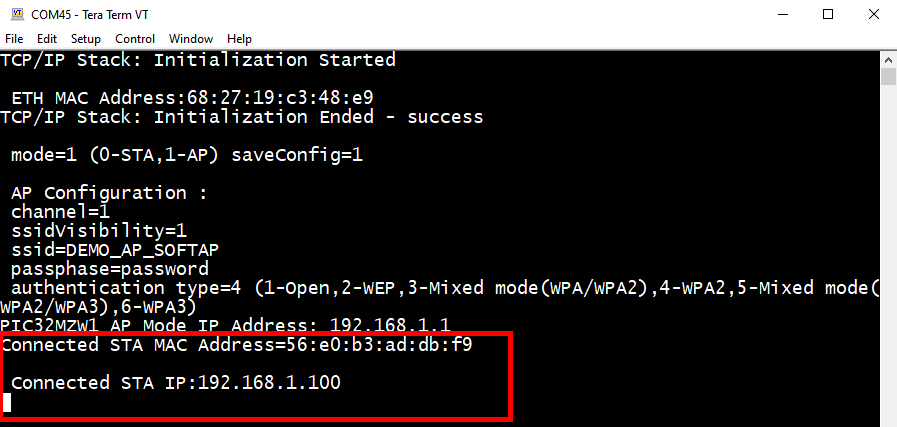 VT COM45 - Tera Term VT
File Edit Setup Control Window Help
TCP/IP Stack: Initialization Started
ETH MAC Address:68:27:19:c3:48:e9
TCP/IP Stack: Initialization Ended - success
mode=1 (0-STA,1-AP) saveConfig=1
AP Configuration :
channel=1
ssidVisibility=1
ssid=DEMO_AP_SOFTAP
passphase=password
authentication type=4 (1-Open,2-WEP,3-Mixed mode(WPA/WPA2),4-WPA2,5-Mixed mode(
WPA2/WPA3),6-WPA3)
PIC32MZW1 AP Mode IP Address: 192.168.1.1
Connected STA MAC Address=56:e0:b3:ad:db:f9
Connected STA IP:192.168.1.100